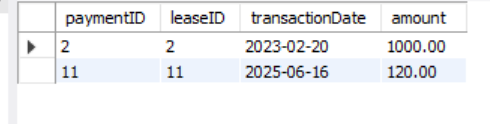 paymentID leaseID transactionDate amount
2 2 2023-02-20 1000.00
11 11 2025-06-16 120.00